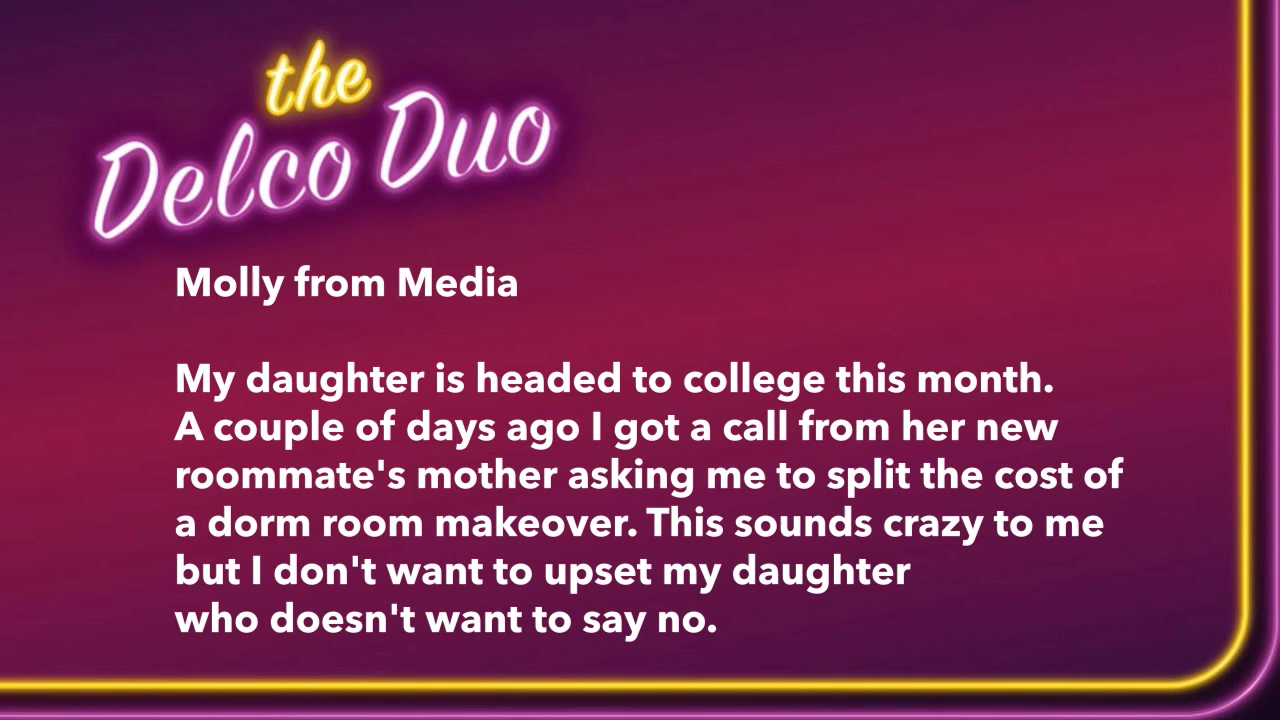 the
Delco Duo
Molly from Media
My daughter is headed to college this month.
A couple of days ago I got a call from her new
roommate's mother asking me to split the cost of
a dorm room makeover. This sounds crazy to me
but I don't want to upset my daughter
who doesn't want to say no.